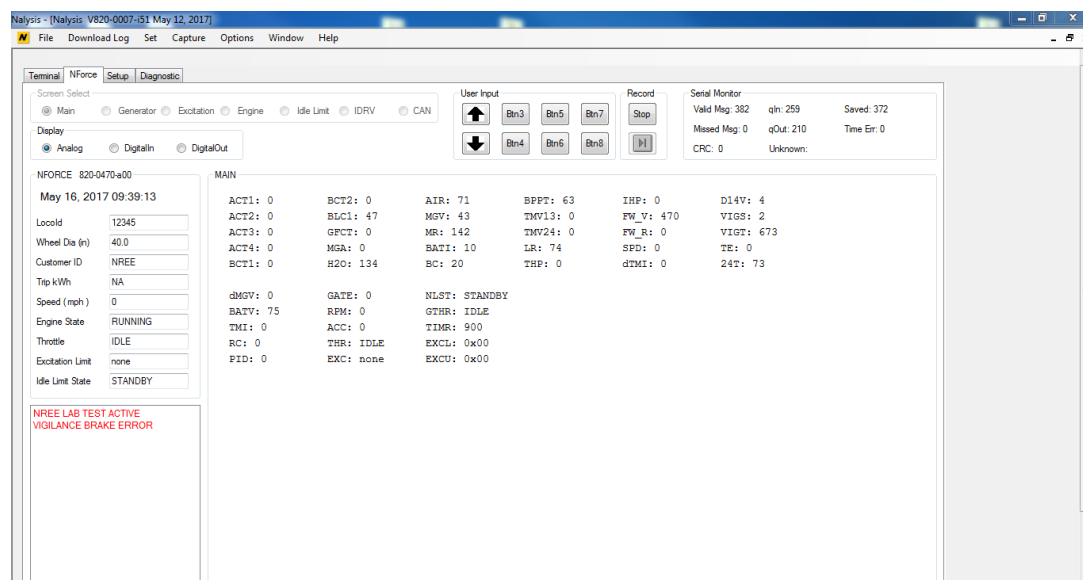 Nalysis - [Nalysis V820-0007-i51 May 12, 2017]
File Download Log Set Capture Options Window Help
Terminal NForce Setup Diagnostic
Screen Select
Main Generator Excitation Engine Idle Limit IDRV CAN
Display
Analog DigitalIn DigitalOut
User Input
Btn3 Btn5 Btn7
Btn4 Btn6 Btn8
Record
Stop
Serial Monitor
Valid Msg: 382 qIn: 259 Saved: 372
Missed Msg: 0 qOut: 210 Time Err: 0
CRC: 0 Unknown:
NFORCE 820-0470-a00
May 16, 2017 09:39:13
LocoId 12345
Wheel Dia (in) 40.0
Customer ID NREE
Trip kWh NA
Speed ( mph ) 0
Engine State RUNNING
Throttle IDLE
Excitation Limit none
Idle Limit State STANDBY
NREE LAB TEST ACTIVE
VIGILANCE BRAKE ERROR
MAIN
ACT1: 0 BCT2: 0 AIR: 71 BPPT: 63 IHP: 0 D14V: 4
ACT2: 0 BLC1: 47 MGV: 43 TMV13: 0 FW_V: 470 VIGS: 2
ACT3: 0 GFCT: 0 MR: 142 TMV24: 0 FW_R: 0 VIGT: 673
ACT4: 0 MGA: 0 BATI: 10 LR: 74 SPD: 0 TE: 0
BCT1: 0 H2O: 134 BC: 20 THP: 0 dTMI: 0 24T: 73
dMGV: 0 GATE: 0 NLST: STANDBY
BATV: 75 RPM: 0 GTHR: IDLE
TMI: 0 ACC: 0 TIMR: 900
RC: 0 THR: IDLE EXCL: 0x00
PID: 0 EXC: none EXCU: 0x00